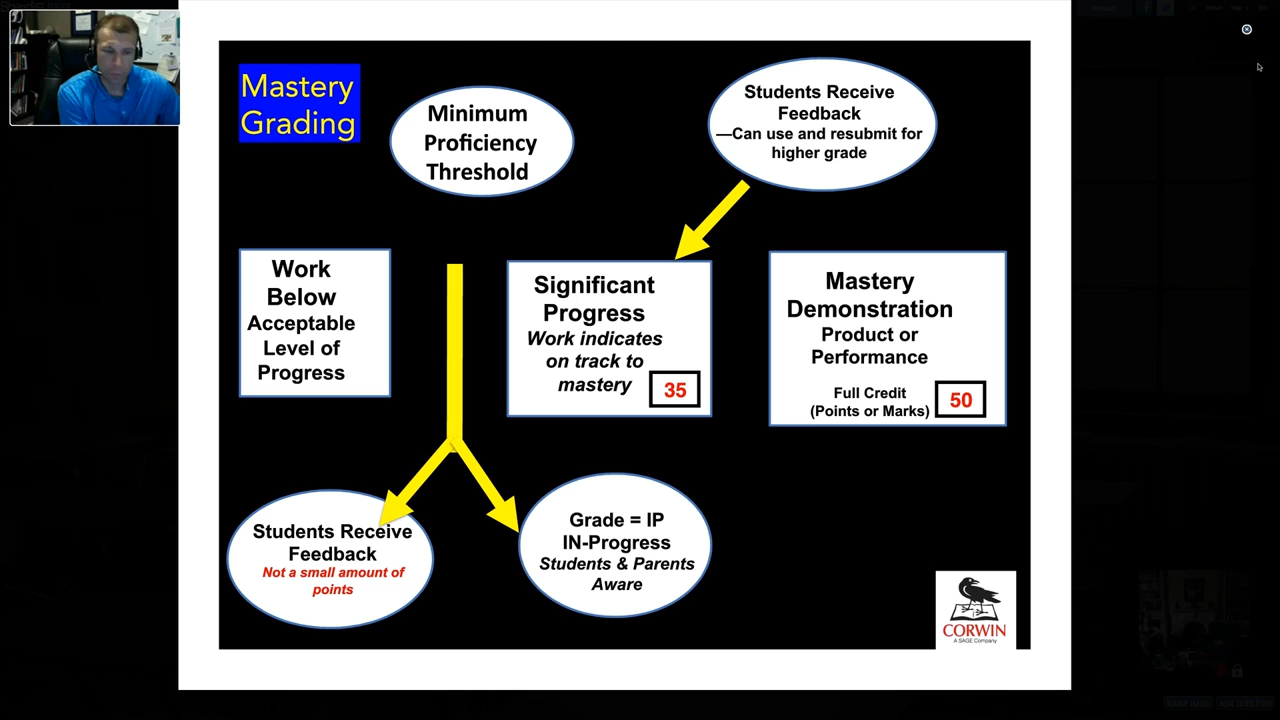 Mastery
Grading
Minimum
Proficiency
Threshold
Students Receive
Feedback
—Can use and resubmit for
higher grade
Work
Below
Acceptable
Level of
Progress
Significant
Progress
Work indicates
on track to
mastery
35
Mastery
Demonstration
Product or
Performance
Full Credit
(Points or Marks)
50
Students Receive
Feedback
Not a small amount of
points
Grade = IP
IN-Progress
Students & Parents
Aware
CORWIN
A SAGE Company